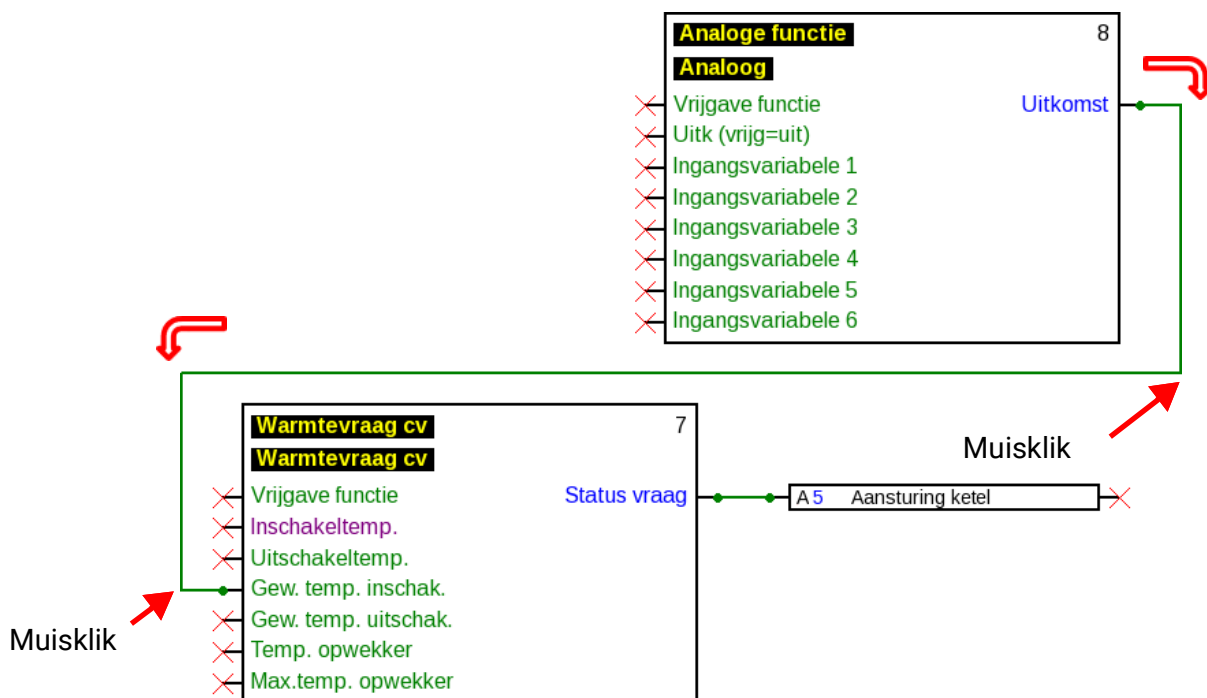 Analoge functie 8
Analoog
Vrijgave functie Uitkomst
Uitk (vrijg=uit)
Ingangsvariabele 1
Ingangsvariabele 2
Ingangsvariabele 3
Ingangsvariabele 4
Ingangsvariabele 5
Ingangsvariabele 6
Warmtevraag cv 7
Warmtevraag cv
Muisklik
Vrijgave functie Status vraag A 5 Aansturing ketel
Inschakeltemp.
Uitschakeltemp.
Gew. temp. inschak.
Gew. temp. uitschak.
Muisklik
Temp. opwekker
Max.temp. opwekker